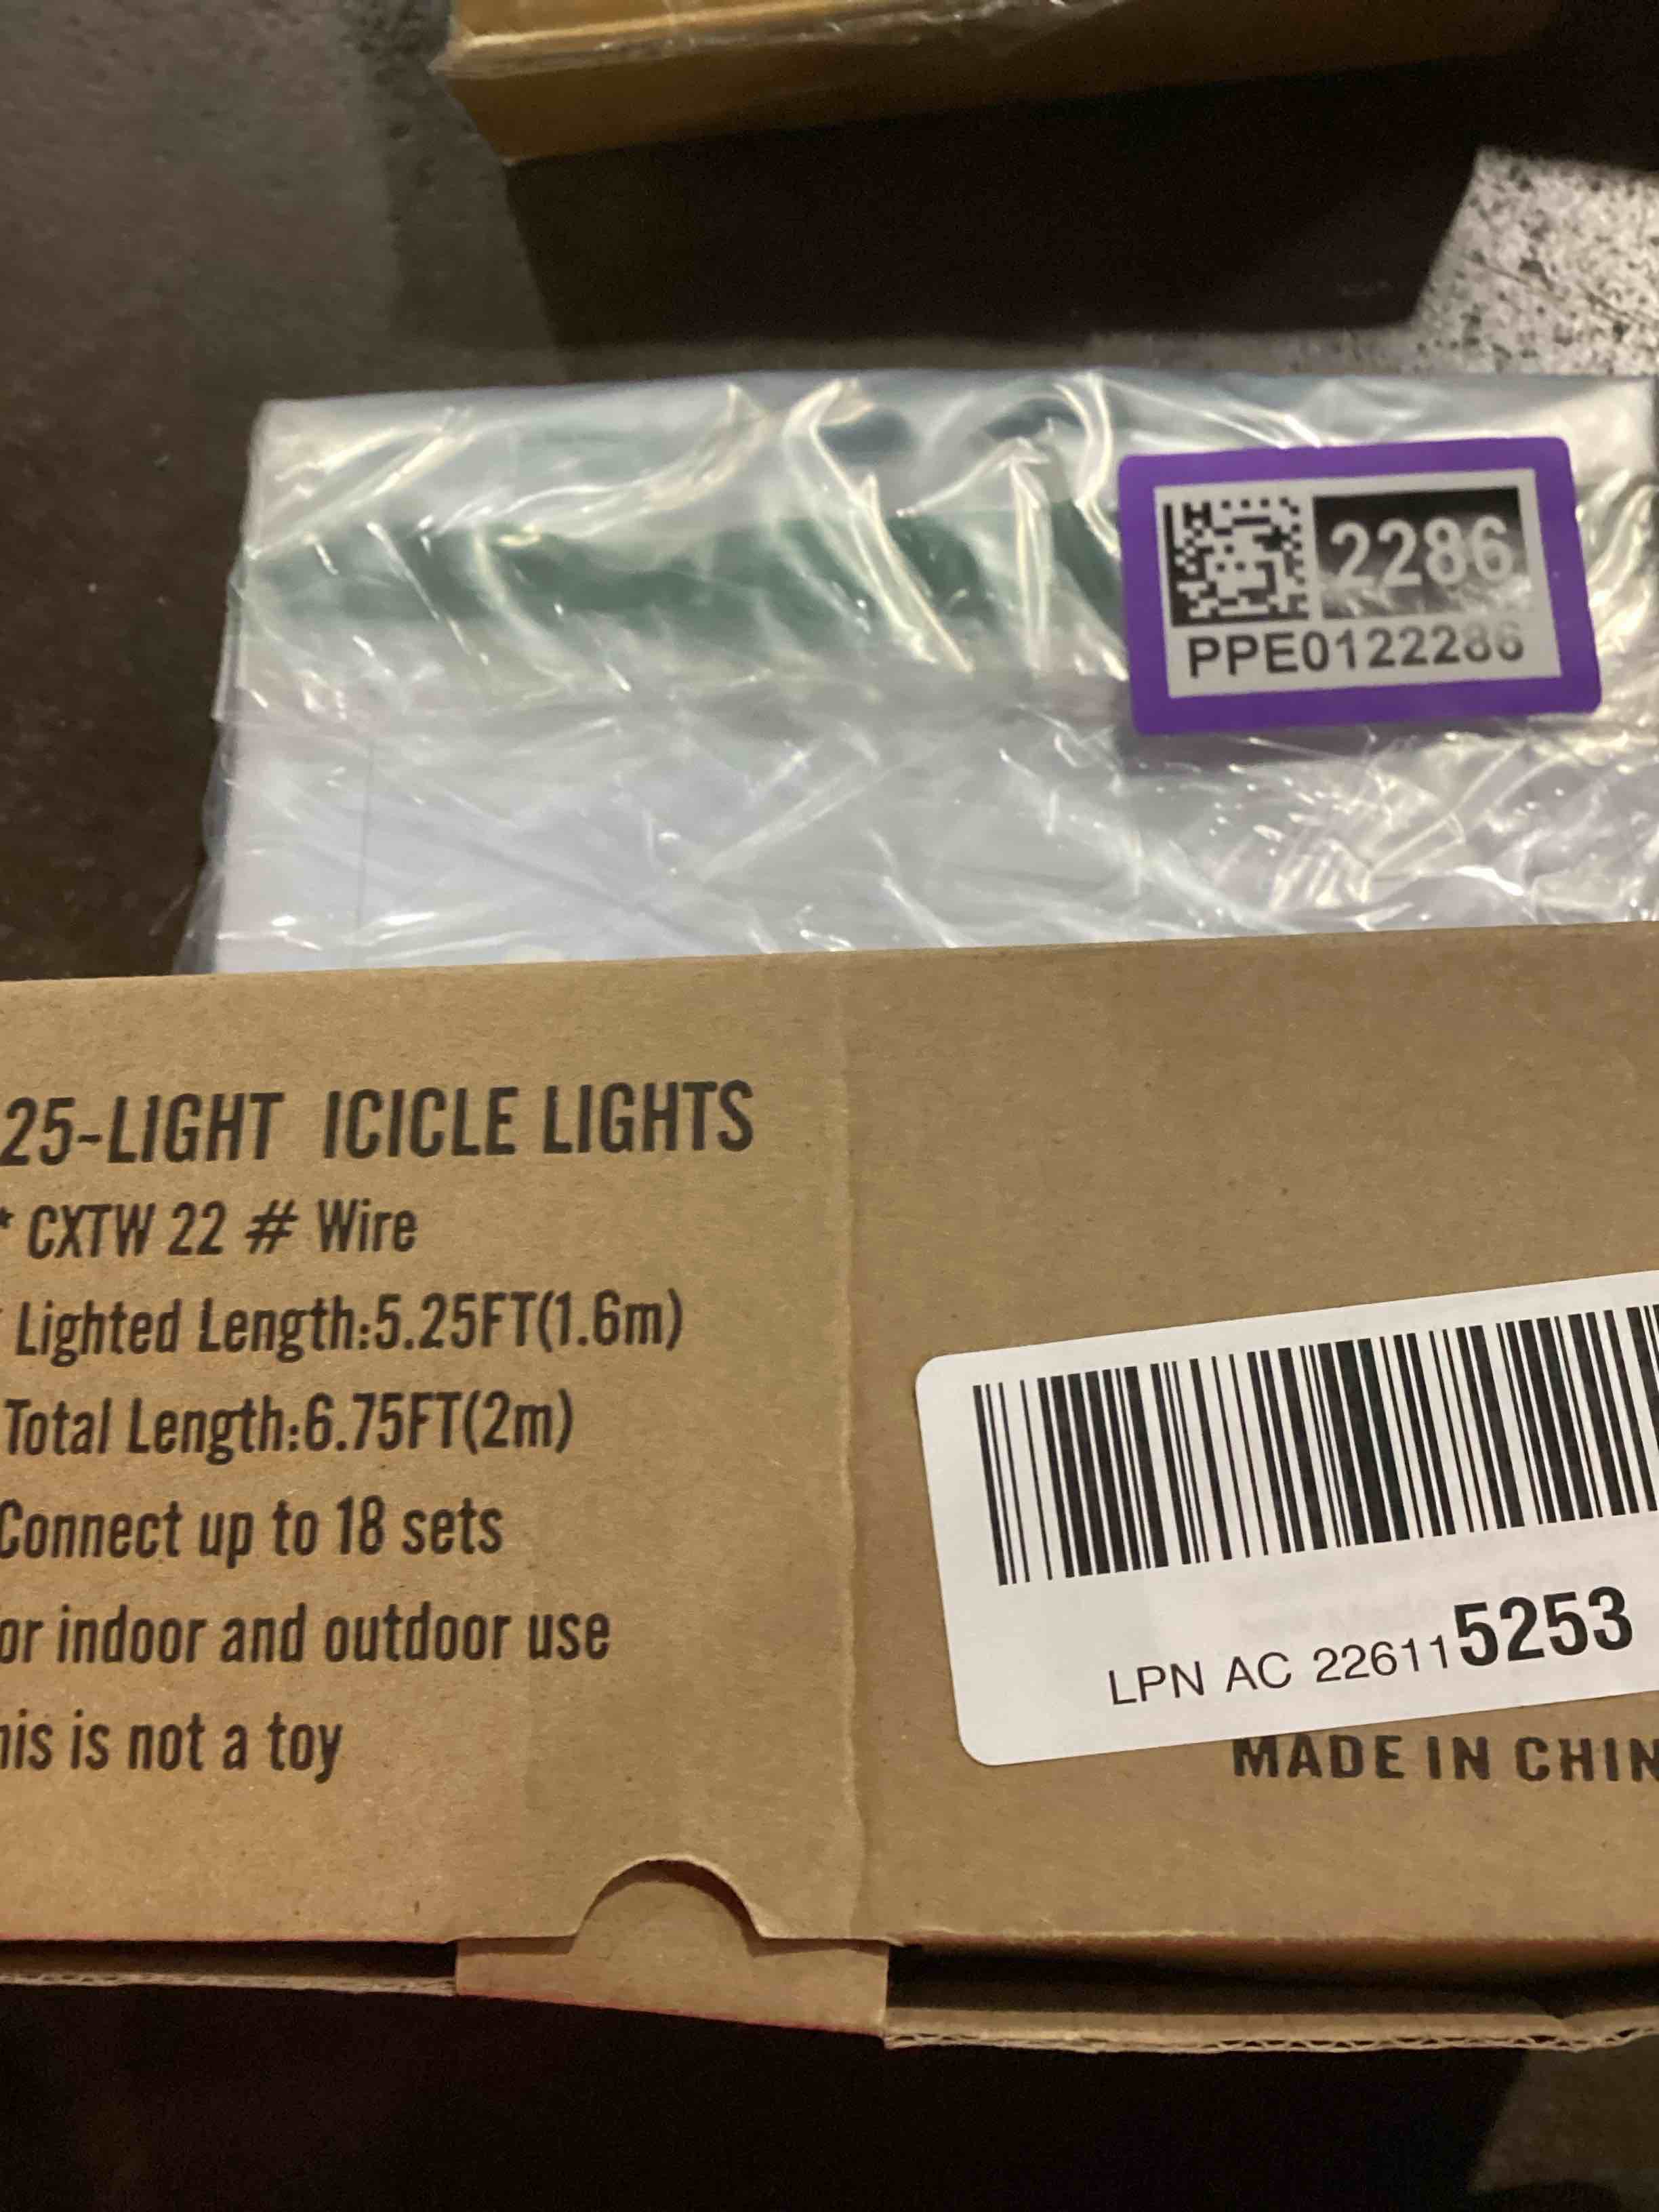 2286
PPE0122286
25-LIGHT ICICLE LIGHTS
* CXTW 22 # Wire
Lighted Length:5.25FT(1.6m)
Total Length:6.75FT(2m)
Connect up to 18 sets
or indoor and outdoor use
his is not a toy
LPN AC 2261155253
MADE IN CHIN